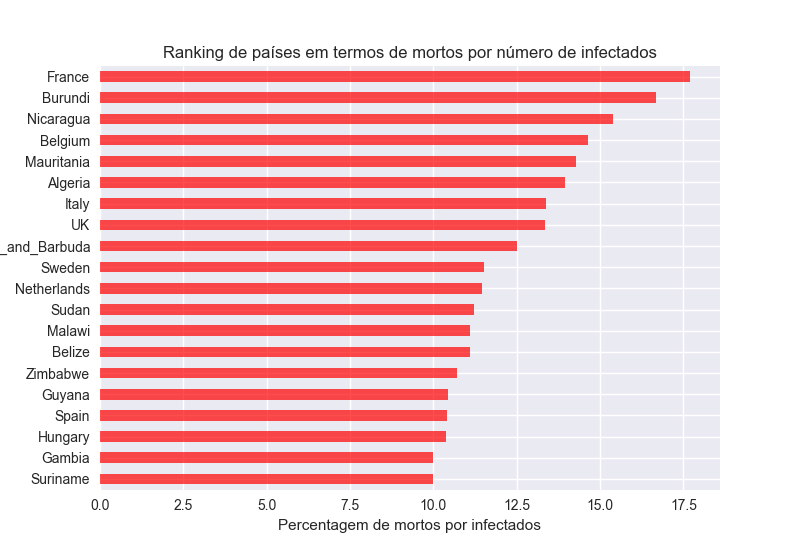 Ranking de países em termos de mortos por número de infectados
France
Burundi
Nicaragua
Belgium
Mauritania
Algeria
Italy
UK
_and_Barbuda
Sweden
Netherlands
Sudan
Malawi
Belize
Zimbabwe
Guyana
Spain
Hungary
Gambia
Suriname
0.0 2.5 5.0 7.5 10.0 12.5 15.0 17.5
Percentagem de mortos por infectados